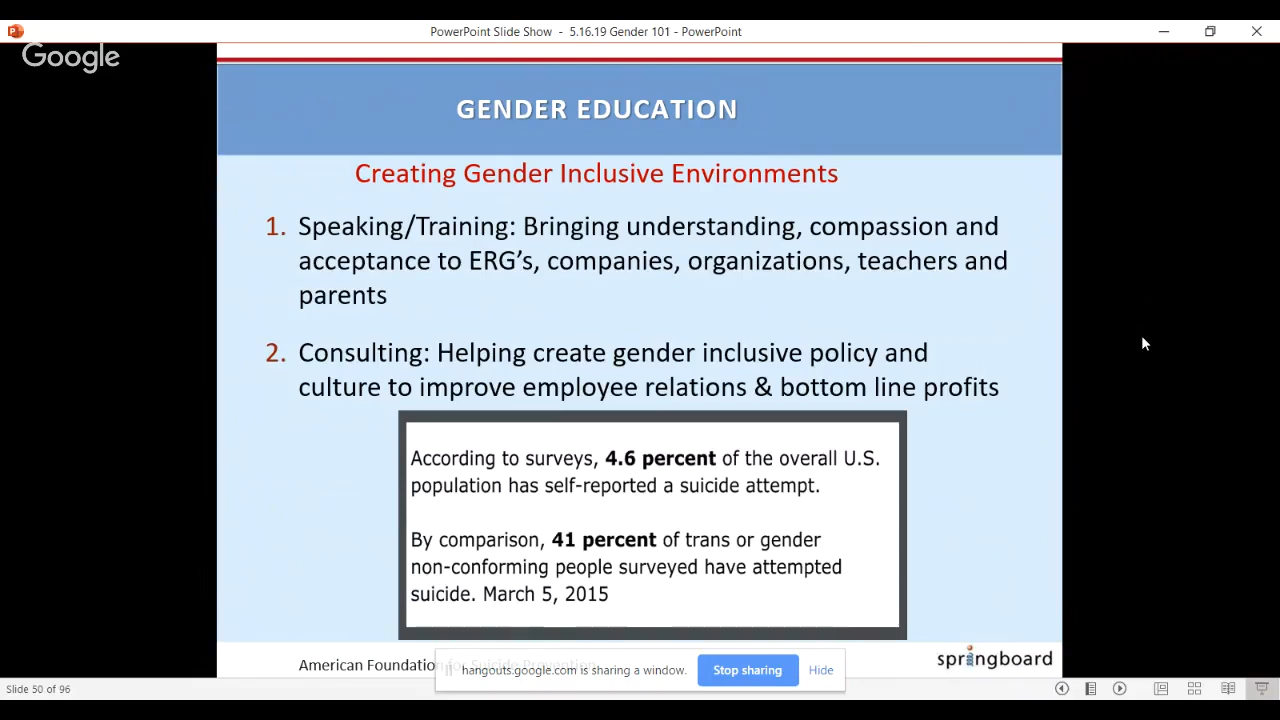 PowerPoint Slide Show - 5.16.19 Gender 101 - PowerPoint
Google
GENDER EDUCATION
Creating Gender Inclusive Environments
1. Speaking/Training: Bringing understanding, compassion and
acceptance to ERG's, companies, organizations, teachers and
parents
2. Consulting: Helping create gender inclusive policy and
culture to improve employee relations & bottom line profits
According to surveys, 4.6 percent of the overall U.S.
population has self-reported a suicide attempt.
By comparison, 41 percent of trans or gender
non-conforming people surveyed have attempted
suicide. March 5, 2015
American Foundation for Suicide Prevention
hangouts.google.com is sharing a window. Stop sharing Hide
springboard
Slide 50 of 96